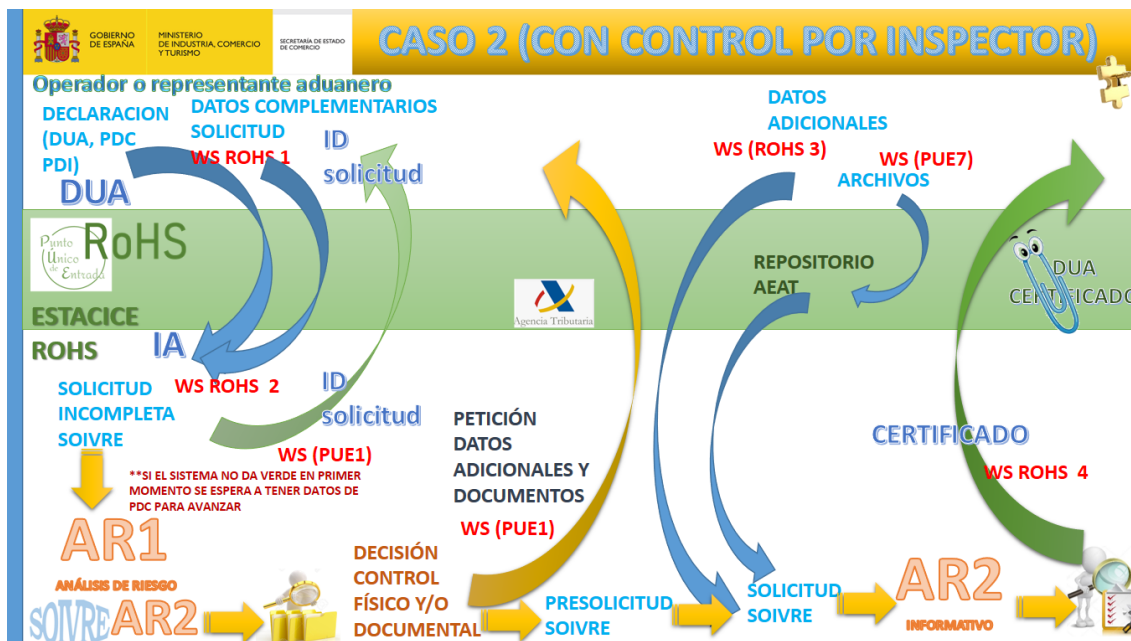 GOBIERNO
DE ESPAÑA
MINISTERIO
DE INDUSTRIA, COMERCIO
Y TURISMO
SECRETARÍA DE ESTADO
DE COMERCIO
CASO 2 (CON CONTROL POR INSPECTOR)
Operador o representante aduanero
DECLARACION
(DUA, PDC
PDI)
DUA
DATOS COMPLEMENTARIOS
SOLICITUD
WS ROHS 1
ID
solicitud
DATOS
ADICIONALES
WS (ROHS 3)
WS (PUE7)
ARCHIVOS
Punto
Único
de
Entrada
RoHS
ESTACICE
ROHS
IA
Agencia Tributaria
REPOSITORIO
AEAT
DUA
CERTIFICADO
SOLICITUD
INCOMPLETA
SOIVRE
WS ROHS 2
ID
solicitud
WS (PUE1)
**SI EL SISTEMA NO DA VERDE EN PRIMER
MOMENTO SE ESPERA A TENER DATOS DE
PDC PARA AVANZAR
PETICIÓN
DATOS
ADICIONALES Y
DOCUMENTOS
WS (PUE1)
CERTIFICADO
WS ROHS 4
AR1
ANÁLISIS DE RIESGO
SOIVRE AR2
DECISIÓN
CONTROL
FÍSICO Y/O
DOCUMENTAL
PRESOLICITUD
SOIVRE
SOLICITUD
SOIVRE
AR2
INFORMATIVO